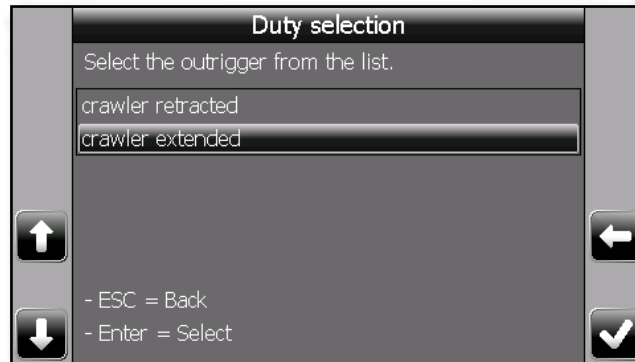 Duty selection
Select the outrigger from the list.
crawler retracted
crawler extended
- ESC = Back
- Enter = Select